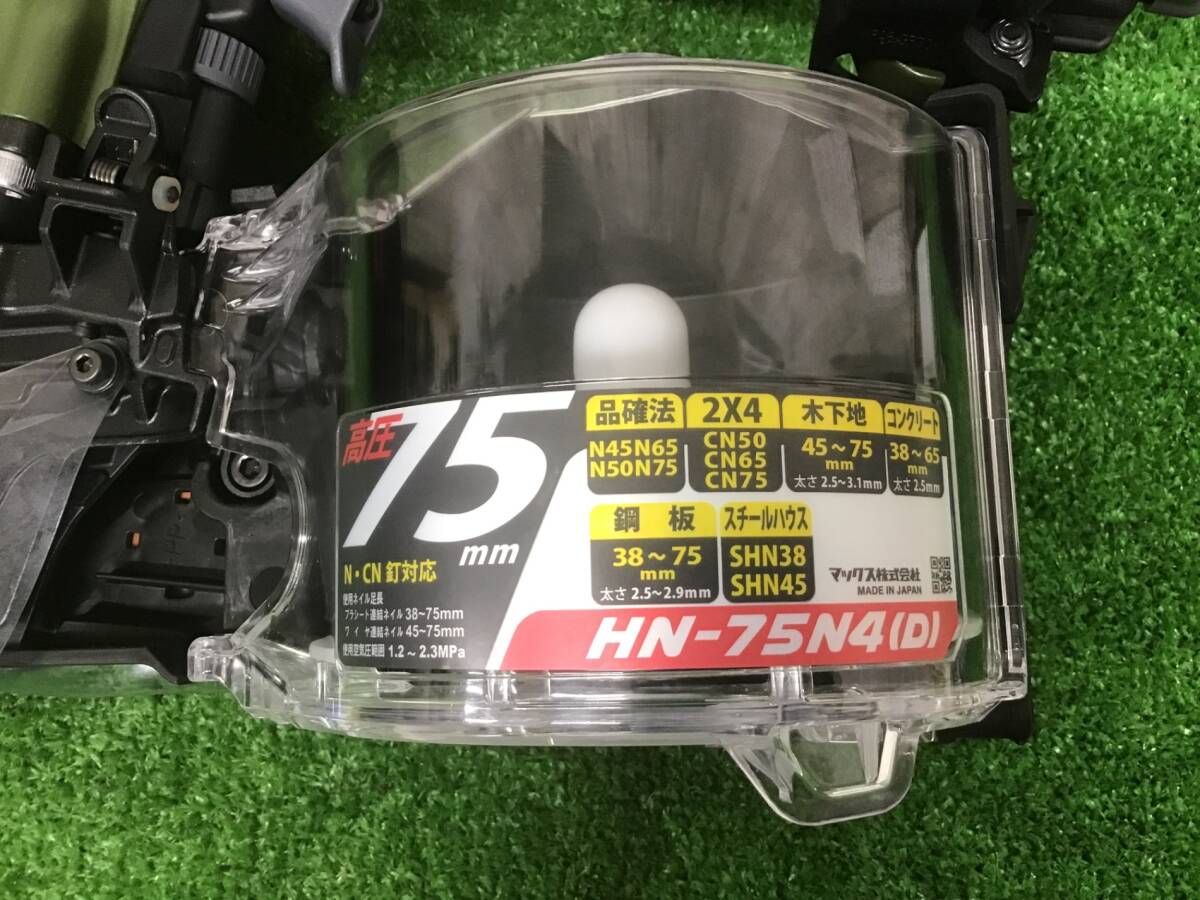 高圧
75
mm
N・CN 釘対応
使用ネイル足長
プラシート連結ネイル 38~75mm
ワイヤ連結ネイル 45~75mm
使用空気圧範囲 1.2~2.3MPa
品確法
N45N65
N50N75
2X4
CN50
CN65
CN75
木下地
45~75
mm
太さ 2.5~3.1mm
コンクリート
38~65
mm
太さ 2.5mm
鋼板
38~75
mm
太さ 2.5~2.9mm
スチールハウス
SHN38
SHN45
マックス株式会社
MADE IN JAPAN
HN-75N4(D)